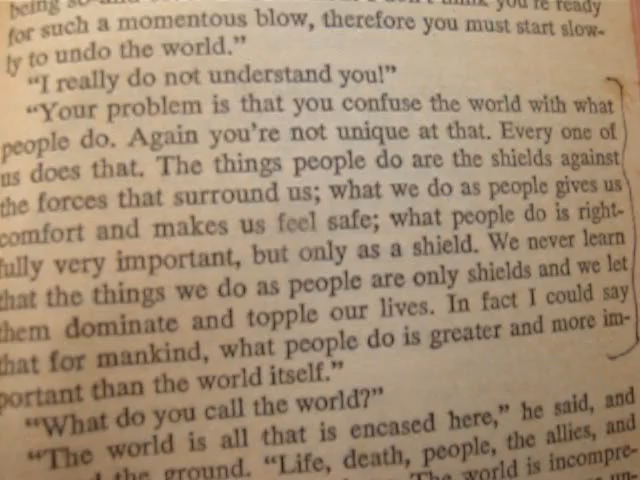 being so
you're ready
for such a momentous blow, therefore you must start slow-
ly to undo the world."
"I really do not understand you!"
"Your problem is that you confuse the world with what
people do. Again you're not unique at that. Every one of
us does that. The things people do are the shields against
the forces that surround us; what we do as people gives us
comfort and makes us feel safe; what people do is right-
fully very important, but only as a shield. We never learn
that the things we do as people are only shields and we let
them dominate and topple our lives. In fact I could say
that for mankind, what people do is greater and more im-
portant than the world itself."
"What do you call the world?"
"The world is all that is encased here," he said, and
the ground. "Life, death, people, the allies, and
The world is incompre-